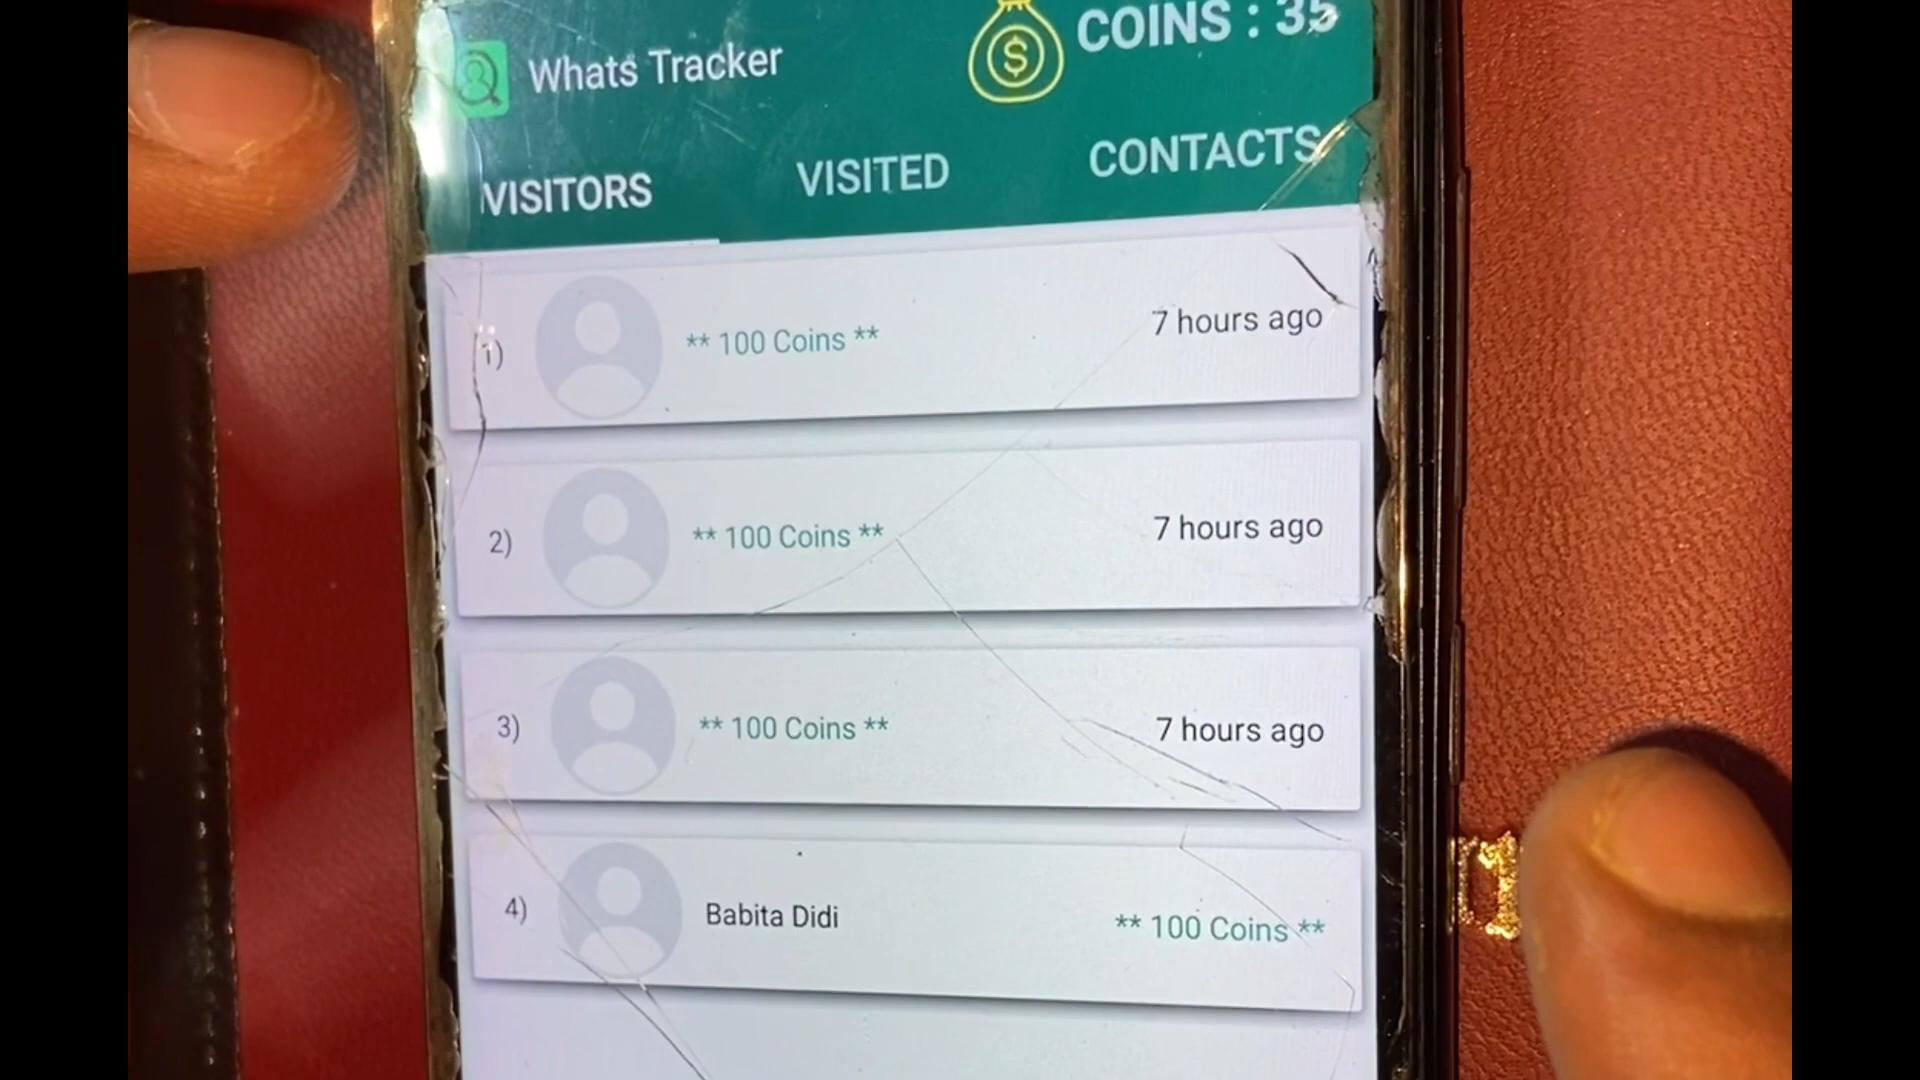 Whats Tracker
$
COINS : 35
VISITORS
VISITED
CONTACTS
1)
** 100 Coins **
7 hours ago
2)
** 100 Coins **
7 hours ago
3)
** 100 Coins **
7 hours ago
4)
Babita Didi
** 100 Coins **